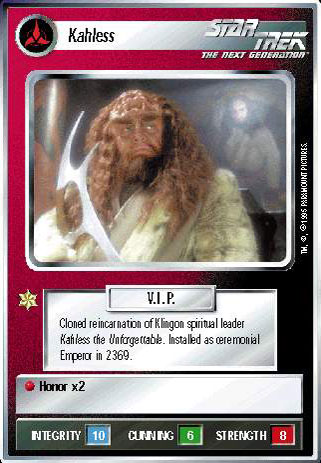 Kahless
STAR TREK
THE NEXT GENERATION®
TM, ®, © 1995 PARAMOUNT PICTURES.
V.I.P.
Cloned reincarnation of Klingon spiritual leader
Kahless the Unforgettable. Installed as ceremonial
Emperor in 2369.
Honor x2
INTEGRITY 10 CUNNING 6 STRENGTH 8